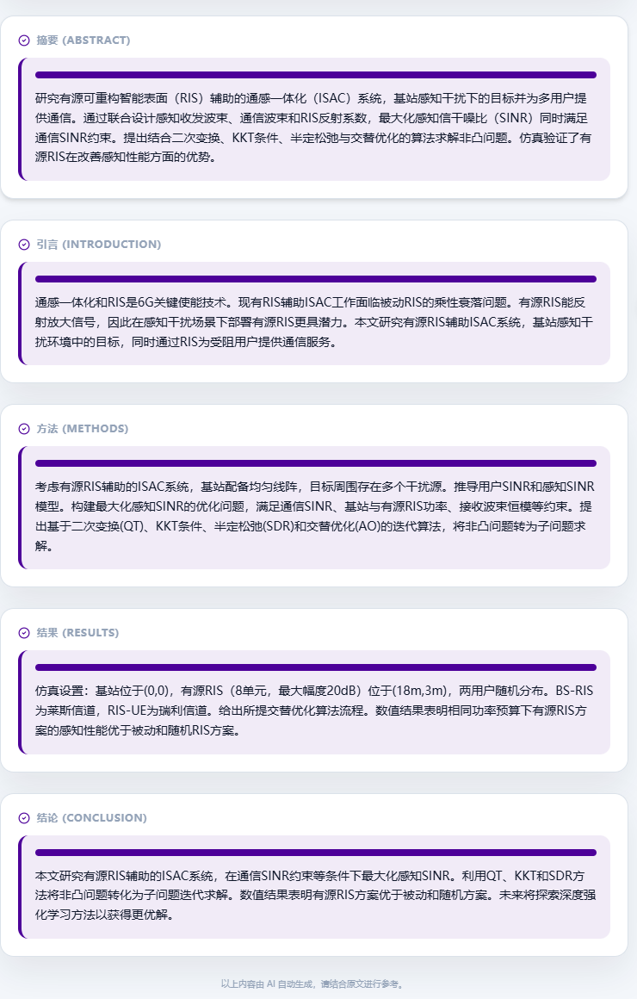 摘要 (ABSTRACT)
研究有源可重构智能表面（RIS）辅助的通感一体化（ISAC）系统，基站感知干扰下的目标并为多用户提
供通信。通过联合设计感知收发波束、通信波束和RIS反射系数，最大化感知信干噪比（SINR）同时满足
通信SINR约束。提出结合二次变换、KKT条件、半定松弛与交替优化的算法求解非凸问题。仿真验证了有
源RIS在改善感知性能方面的优势。
引言 (INTRODUCTION)
通感一体化和RIS是6G关键使能技术。现有RIS辅助ISAC工作面临被动RIS的乘性衰落问题。有源RIS能反
射放大信号，因此在感知干扰场景下部署有源RIS更具潜力。本文研究有源RIS辅助ISAC系统，基站感知干
扰环境中的目标，同时通过RIS为受阻用户提供通信服务。
方法 (METHODS)
考虑有源RIS辅助的ISAC系统，基站配备均匀线阵，目标周围存在多个干扰源。推导用户SINR和感知SINR
模型。构建最大化感知SINR的优化问题，满足通信SINR、基站与有源RIS功率、接收波束恒模等约束。提
出基于二次变换(QT)、KKT条件、半定松弛(SDR)和交替优化(AO)的迭代算法，将非凸问题转为子问题求
解。
结果 (RESULTS)
仿真设置：基站位于(0,0)，有源RIS（8单元，最大幅度20dB）位于(18m,3m)，两用户随机分布。BS-RIS
为莱斯信道，RIS-UE为瑞利信道。给出所提交替优化算法流程。数值结果表明相同功率预算下有源RIS方
案的感知性能优于被动和随机RIS方案。
结论 (CONCLUSION)
本文研究有源RIS辅助的ISAC系统，在通信SINR约束等条件下最大化感知SINR。利用QT、KKT和SDR方
法将非凸问题转化为子问题迭代求解。数值结果表明有源RIS方案优于被动和随机方案。未来将探索深度强
化学习方法以获得更优解。
以上内容由 AI 自动生成，请结合原文进行参考。